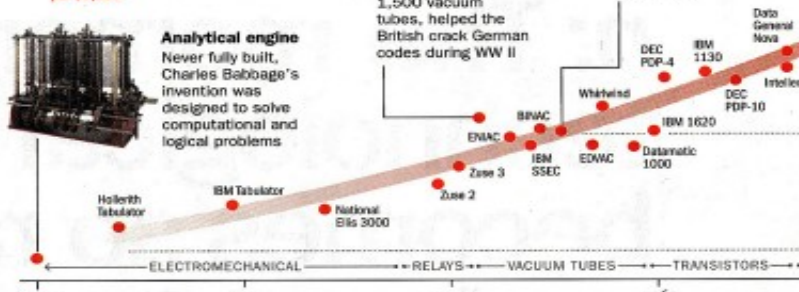 Analytical engine
Never fully built,
Charles Babbage's
invention was
designed to solve
computational and
logical problems
1,500 vacuum
tubes, helped the
British crack German
codes during WW II
Hollerith
Tabulator
IBM Tabulator
National
Ellis 3000
Zuse 2
Zuse 3
ENIAC
BINAC
IBM
SSEC
Whirlwind
EDVAC
DEC
PDP-4
IBM
1130
IBM 1620
Datamatic
1000
DEC
PDP-10
Data
General
Nova
ELECTROMECHANICAL
RELAYS
VACUUM TUBES
TRANSISTORS